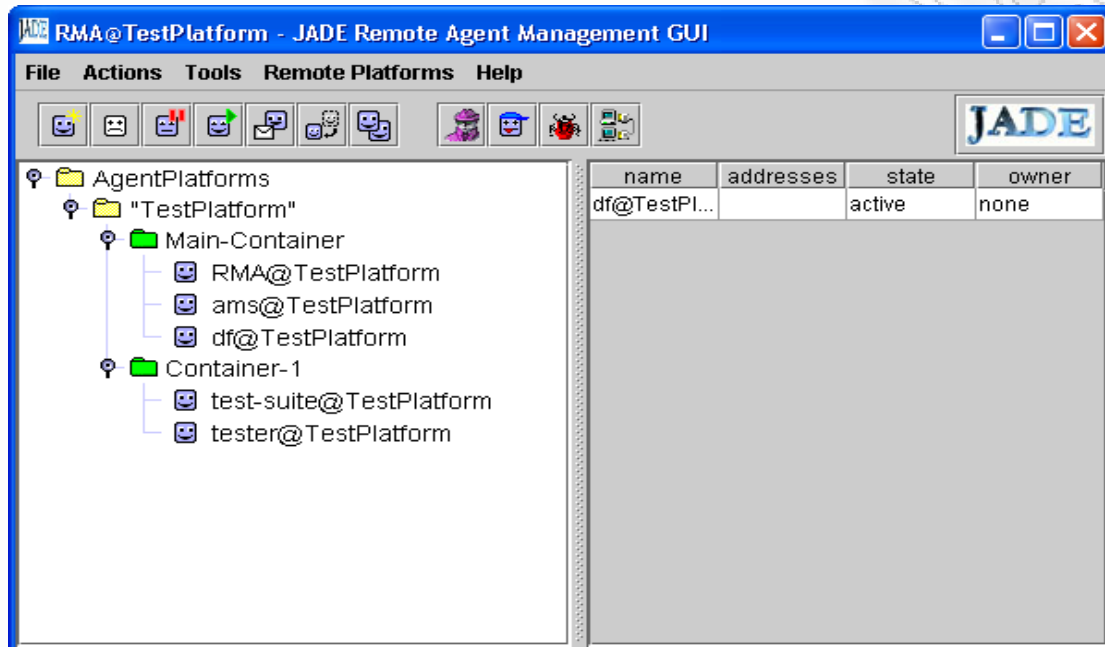 JADE RMA@TestPlatform - JADE Remote Agent Management GUI
File Actions Tools Remote Platforms Help
JADE
AgentPlatforms
"TestPlatform"
Main-Container
RMA@TestPlatform
ams@TestPlatform
df@TestPlatform
Container-1
test-suite@TestPlatform
tester@TestPlatform
name addresses state owner
df@TestPl... active none